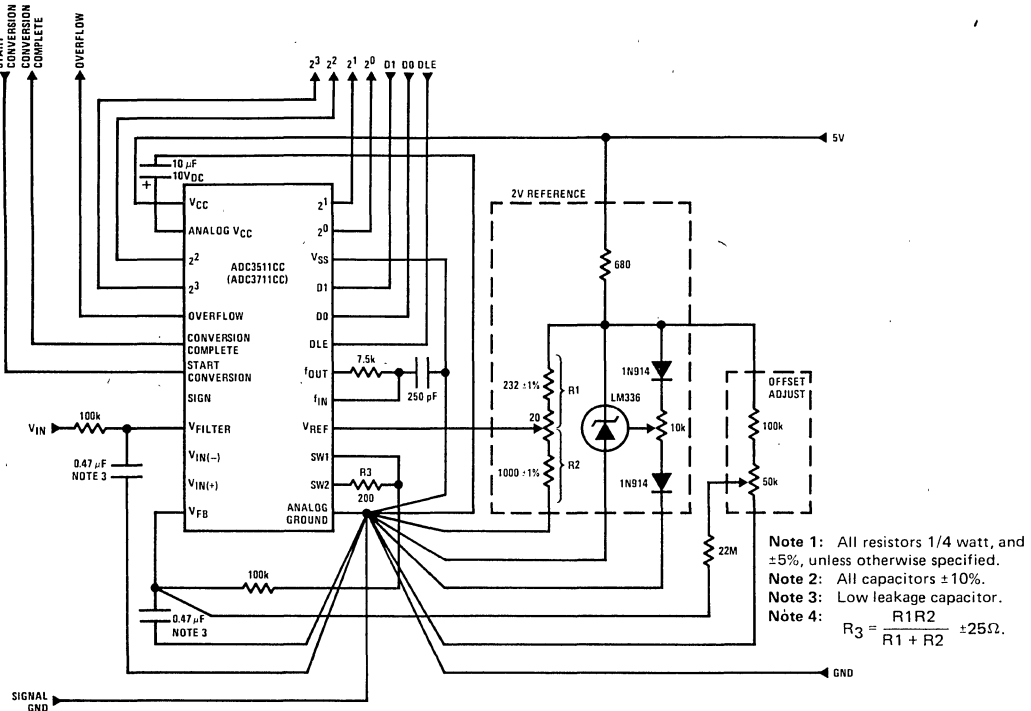 START
CONVERSION
CONVERSION
COMPLETE
OVERFLOW
2³ 2² 2¹ 2⁰ D1 D0 DLE
5V
10 μF
10VDC
+
2V REFERENCE
VCC
ANALOG VCC
2²
2³
OVERFLOW
CONVERSION
COMPLETE
START
CONVERSION
SIGN
VFILTER
VIN(−)
VIN(+)
VFB
ADC3511CC
(ADC3711CC)
2¹
2⁰
VSS
D1
D0
DLE
fOUT
fIN
VREF
SW1
SW2
ANALOG
GROUND
7.5k
250 pF
R3
200
680
232 ±1%
R1
20
R2
1000 ±1%
LM336
1N914
10k
1N914
OFFSET
ADJUST
100k
50k
22M
VIN
100k
0.47 μF
NOTE 3
100k
0.47 μF
NOTE 3
GND
SIGNAL
GND
Note 1: All resistors 1/4 watt, and
±5%, unless otherwise specified.
Note 2: All capacitors ±10%.
Note 3: Low leakage capacitor.
Note 4:
R3 = R1R2 / R1 + R2 ±25Ω.